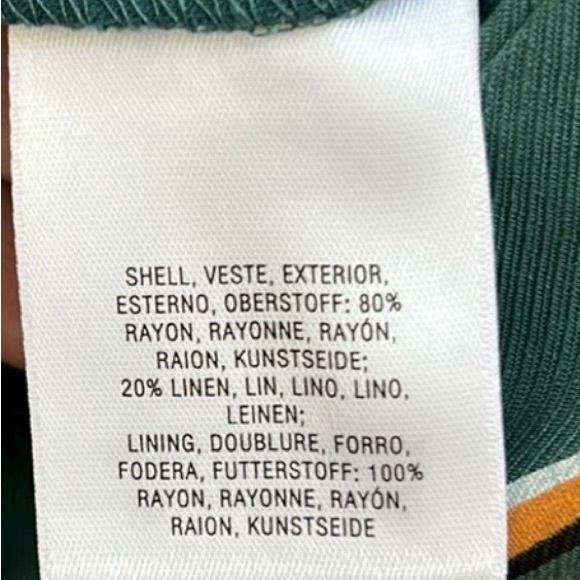 SHELL, VESTE, EXTERIOR,
ESTERNO, OBERSTOFF: 80%
RAYON, RAYONNE, RAYÓN,
RAION, KUNSTSEIDE;
20% LINEN, LIN, LINO, LINO,
LEINEN;
LINING, DOUBLURE, FORRO,
FODERA, FUTTERSTOFF: 100%
RAYON, RAYONNE, RAYÓN,
RAION, KUNSTSEIDE